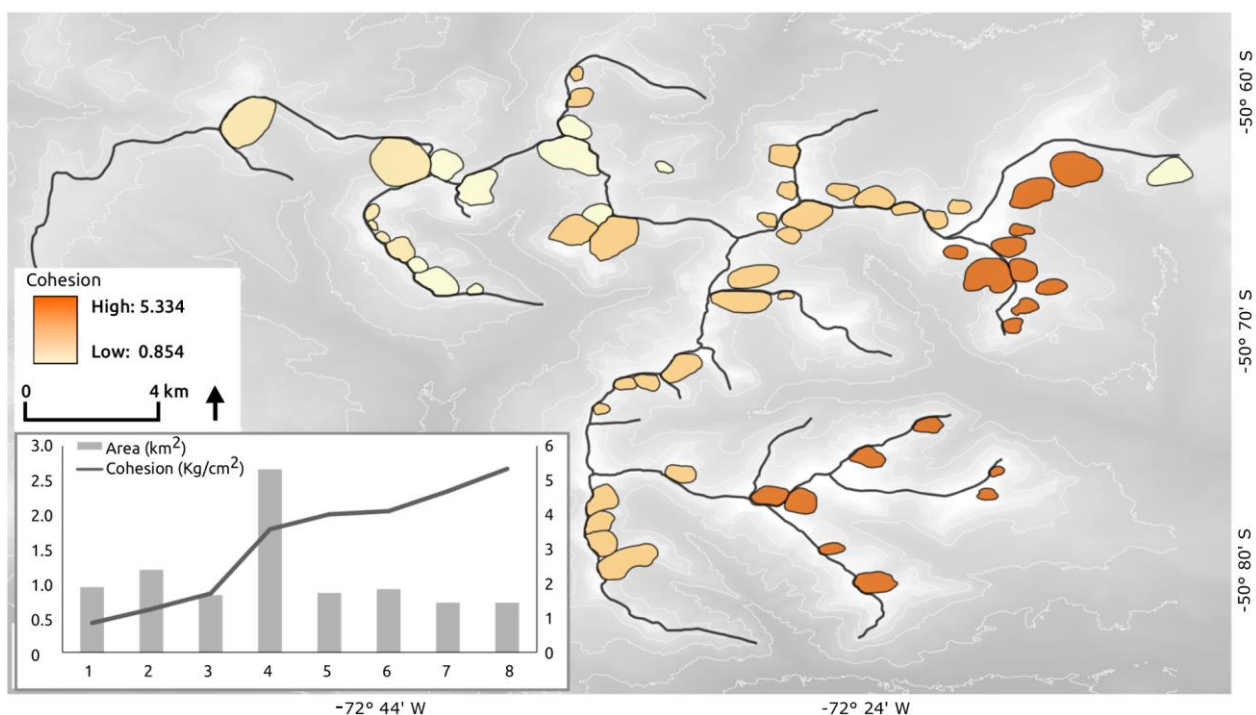 Cohesion
High: 5.334
Low: 0.854
0 4 km
Area (km²)
Cohesion (Kg/cm²)
3.0
2.5
2.0
1.5
1.0
0.5
0
6
5
4
3
2
1
0
1 2 3 4 5 6 7 8
-50° 60' S
-50° 70' S
-50° 80' S
-72° 44' W
-72° 24' W